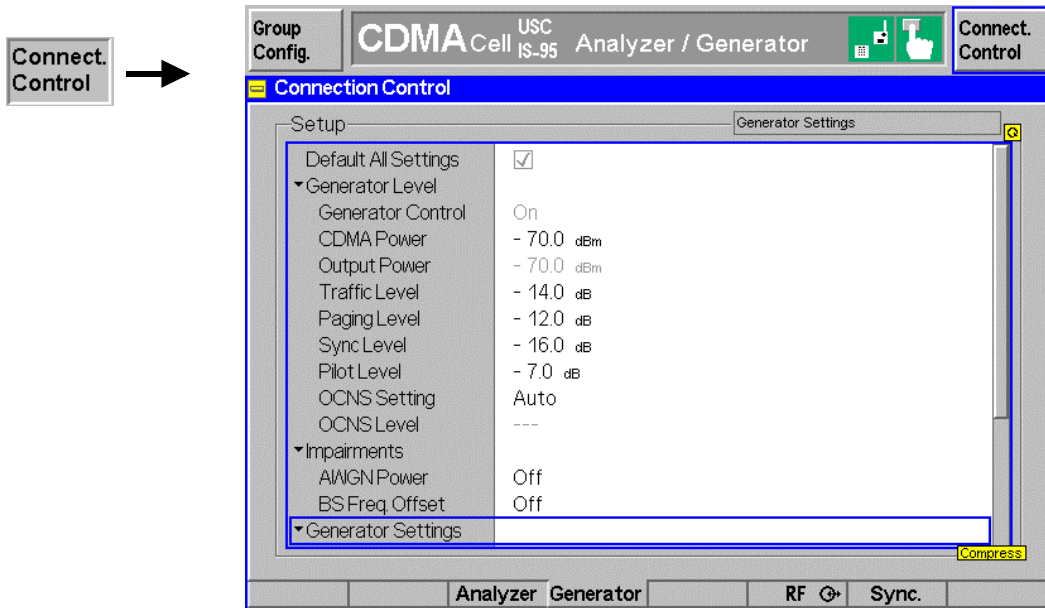 Connect.
Control
Group
Config.
CDMA Cell USC IS-95 Analyzer / Generator
Connect.
Control
Connection Control
Setup
Generator Settings
Default All Settings
Generator Level
Generator Control On
CDMA Power - 70.0 dBm
Output Power - 70.0 dBm
Traffic Level - 14.0 dB
Paging Level - 12.0 dB
Sync Level - 16.0 dB
Pilot Level - 7.0 dB
OCNS Setting Auto
OCNS Level ---
Impairments
AWGN Power Off
BS Freq. Offset Off
Generator Settings
Compress
Analyzer Generator RF Sync.